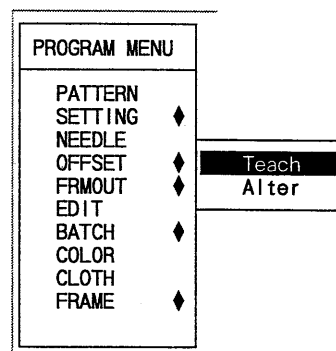 PROGRAM MENU
PATTERN
SETTING ♦
NEEDLE
OFFSET ♦
FRMOUT ♦
EDIT
BATCH ♦
COLOR
CLOTH
FRAME ♦
Teach
Alter